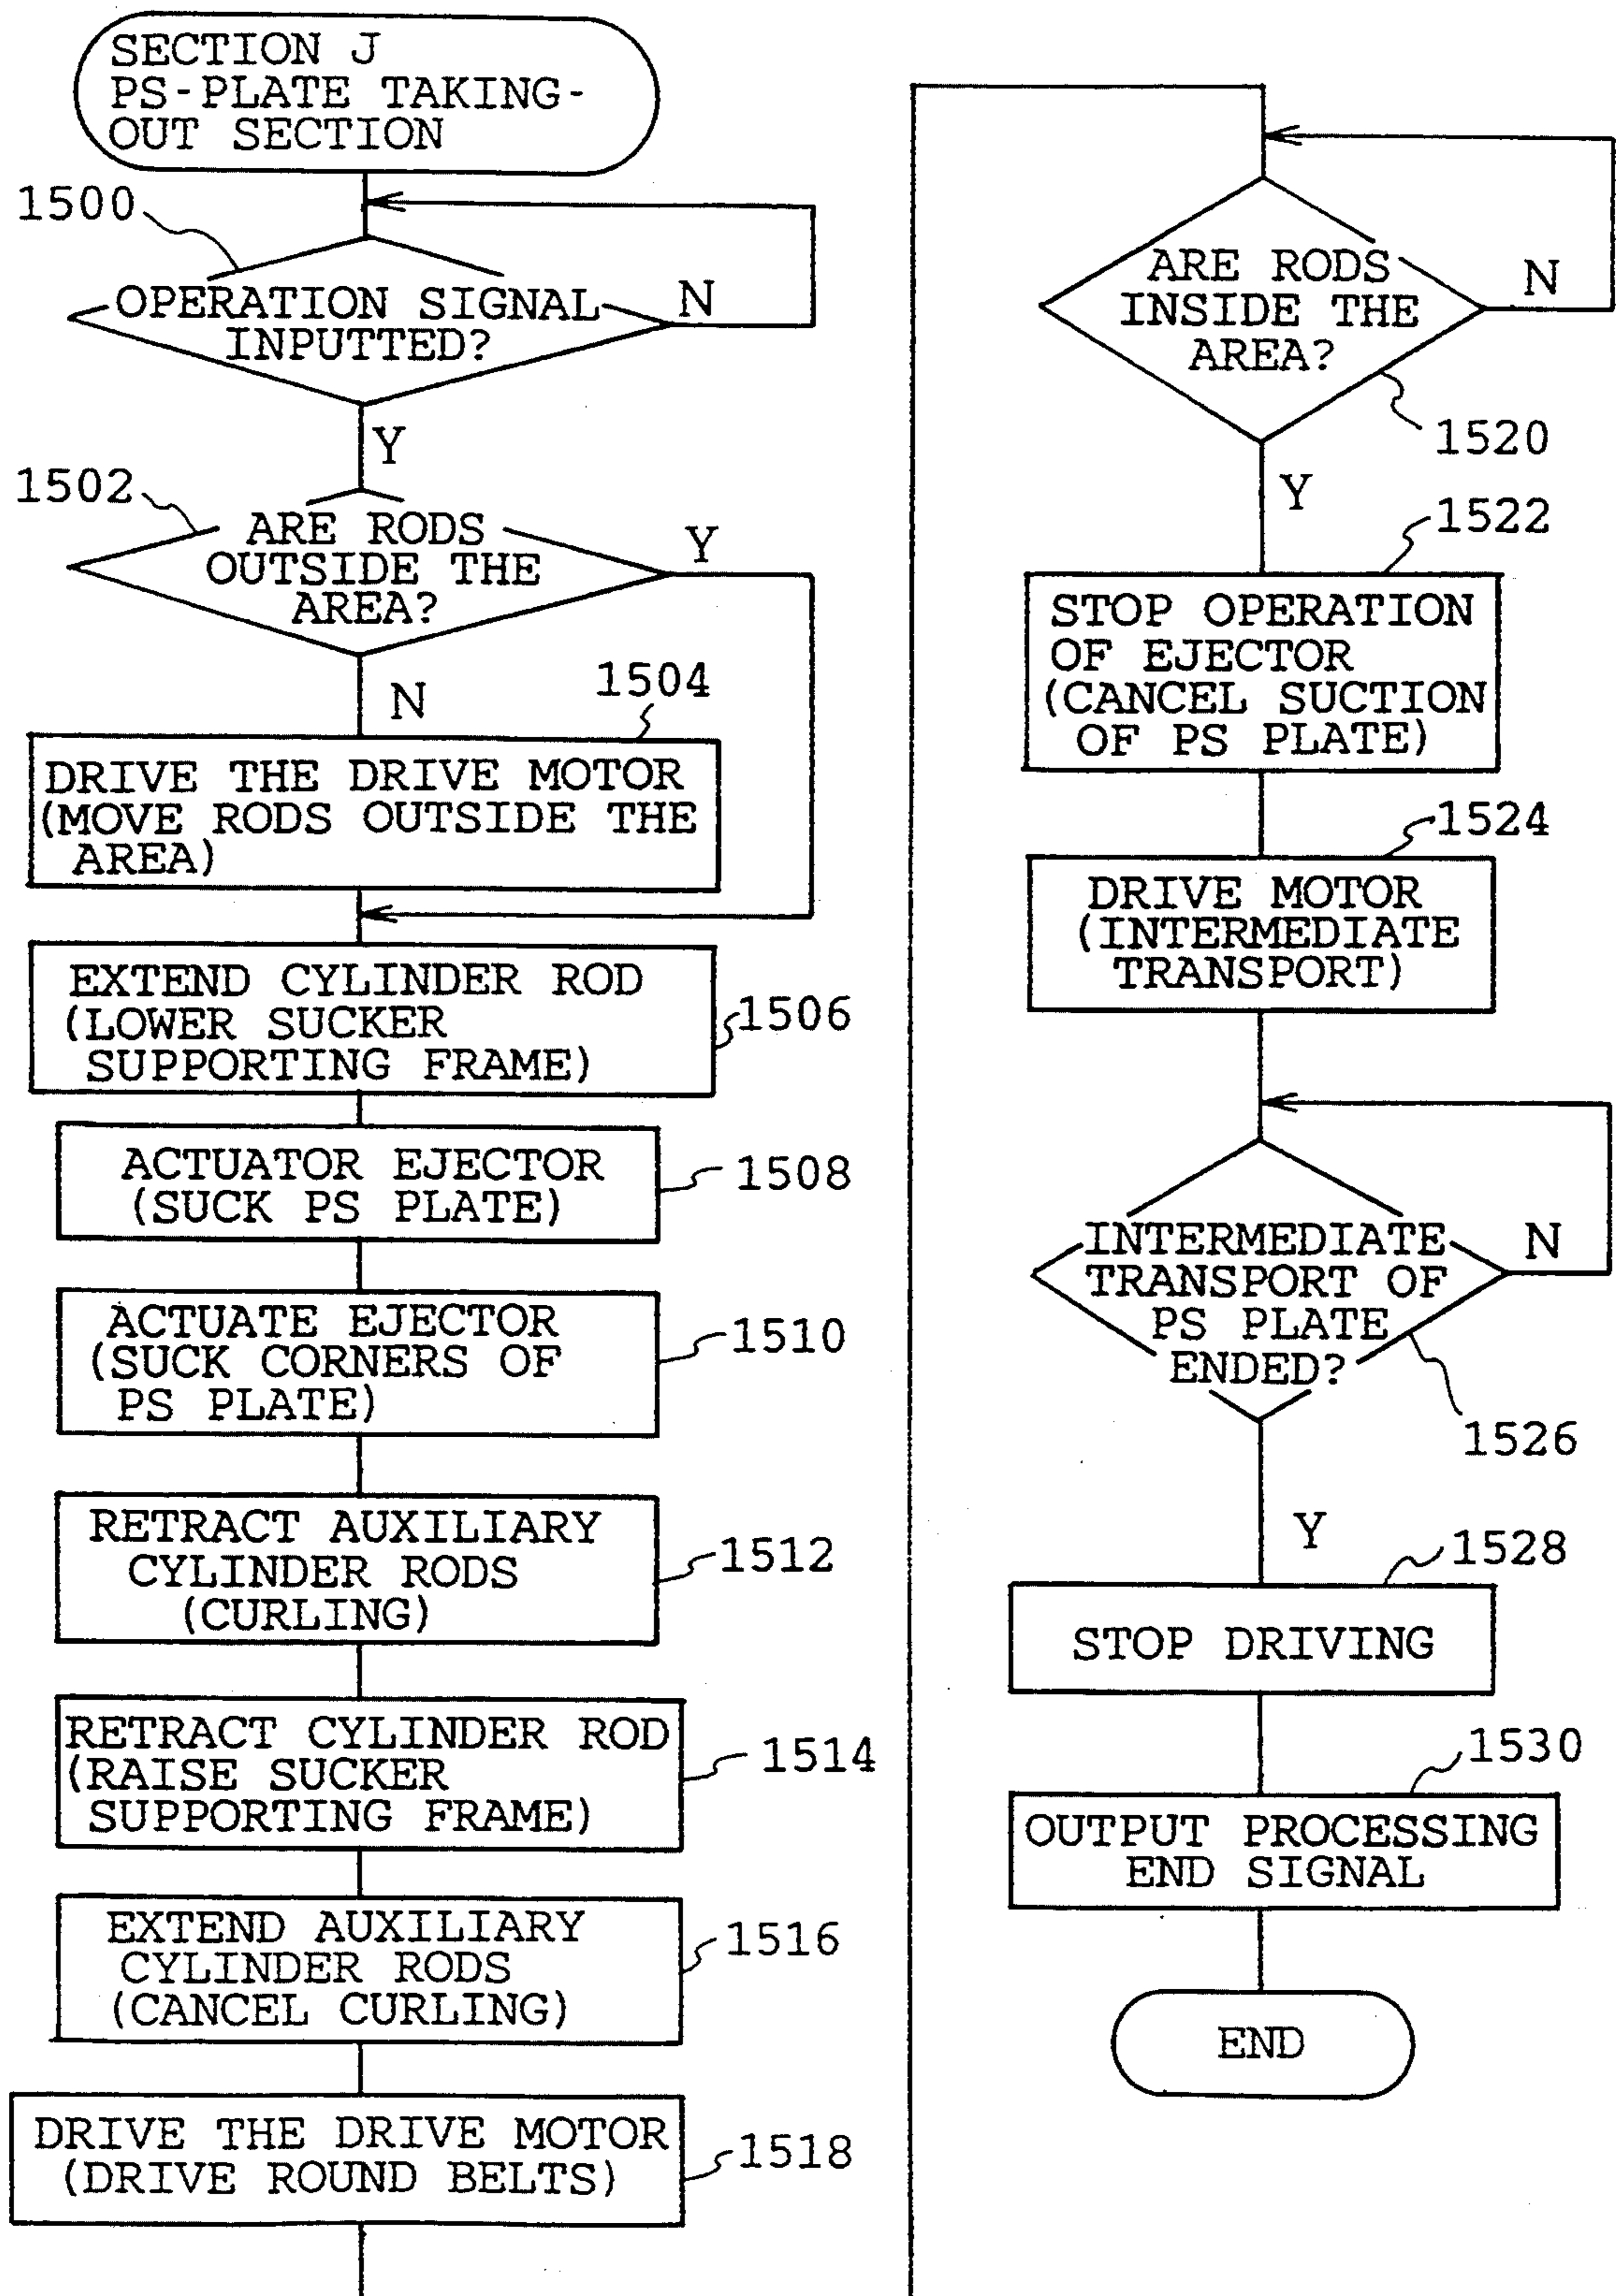 SECTION J
PS-PLATE TAKING-
OUT SECTION
1500
OPERATION SIGNAL
INPUTTED?
N
Y
1502
ARE RODS
OUTSIDE THE
AREA?
Y
N
1504
DRIVE THE DRIVE MOTOR
(MOVE RODS OUTSIDE THE
AREA)
EXTEND CYLINDER ROD
(LOWER SUCKER
SUPPORTING FRAME)
1506
ACTUATOR EJECTOR
(SUCK PS PLATE)
1508
ACTUATE EJECTOR
(SUCK CORNERS OF
PS PLATE)
1510
RETRACT AUXILIARY
CYLINDER RODS
(CURLING)
1512
RETRACT CYLINDER ROD
(RAISE SUCKER
SUPPORTING FRAME)
1514
EXTEND AUXILIARY
CYLINDER RODS
(CANCEL CURLING)
1516
DRIVE THE DRIVE MOTOR
(DRIVE ROUND BELTS)
1518
ARE RODS
INSIDE THE
AREA?
N
1520
Y
1522
STOP OPERATION
OF EJECTOR
(CANCEL SUCTION
OF PS PLATE)
1524
DRIVE MOTOR
(INTERMEDIATE
TRANSPORT)
INTERMEDIATE
TRANSPORT OF
PS PLATE
ENDED?
N
1526
Y
1528
STOP DRIVING
1530
OUTPUT PROCESSING
END SIGNAL
END